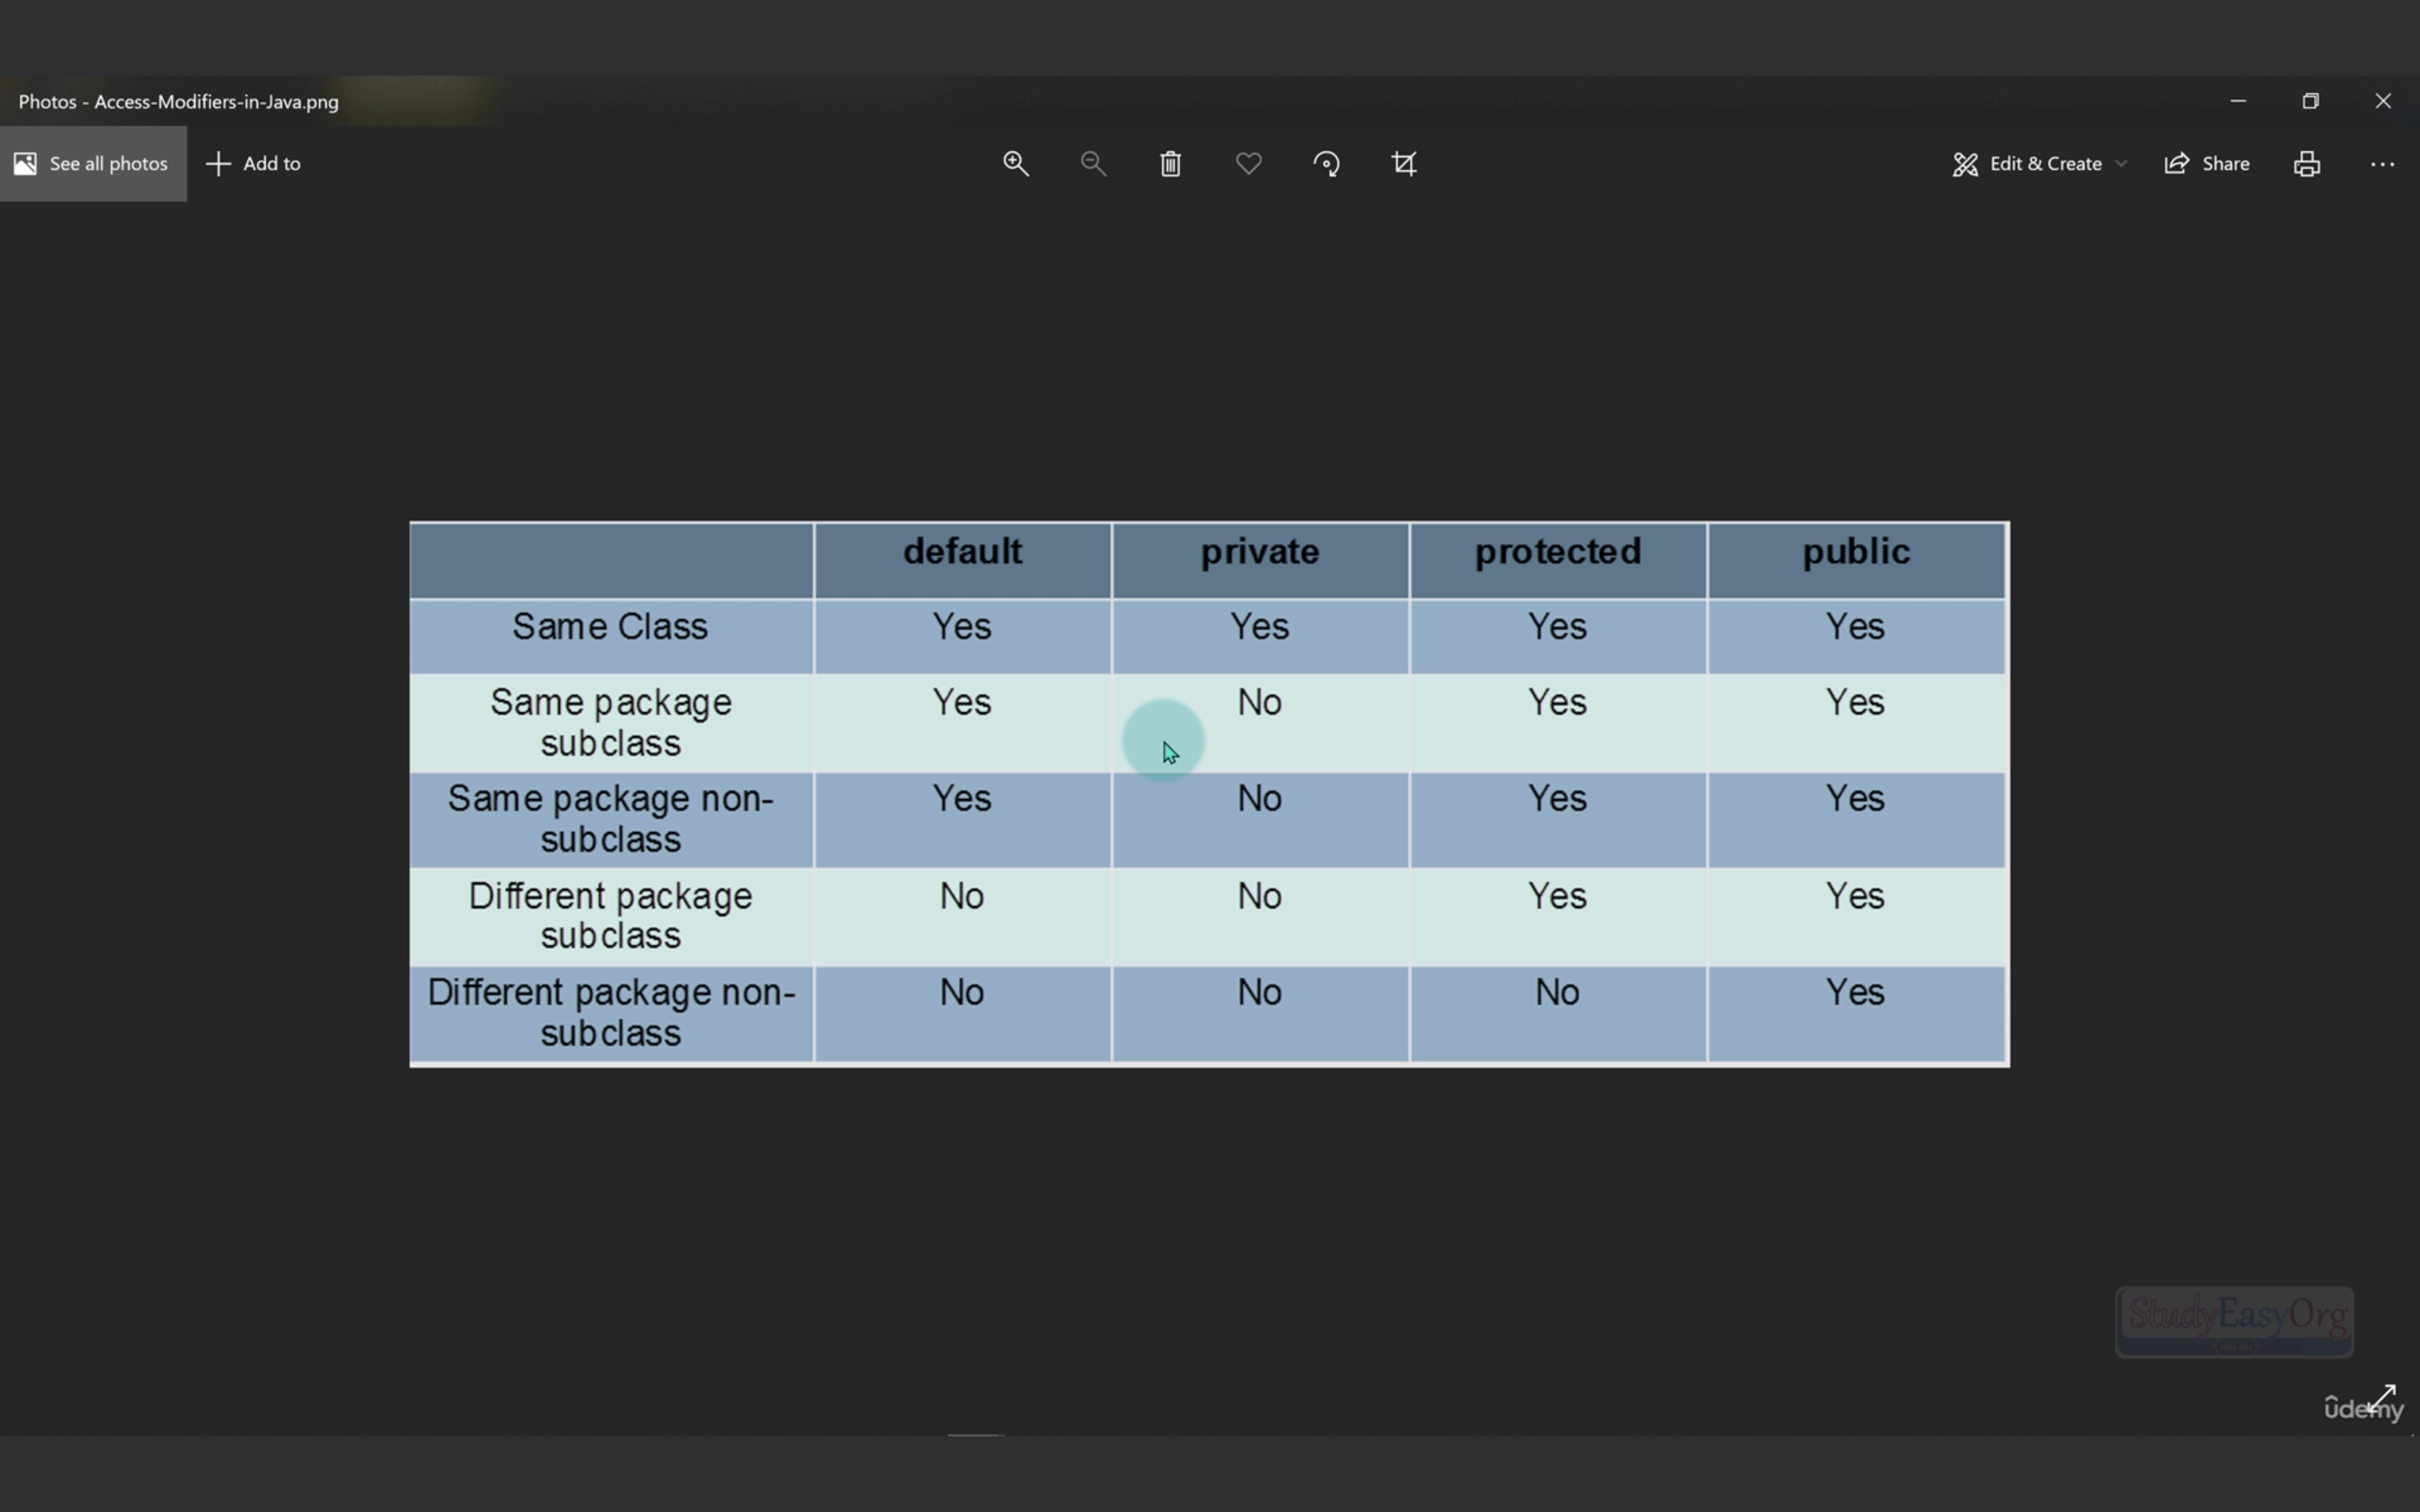 Photos - Access-Modifiers-in-Java.png
See all photos Add to Edit & Create Share
default private protected public
Same Class Yes Yes Yes Yes
Same package Yes No Yes Yes
subclass
Same package non- Yes No Yes Yes
subclass
Different package No No Yes Yes
subclass
Different package non- No No No Yes
subclass
StudyEasyOrg
ûdemy